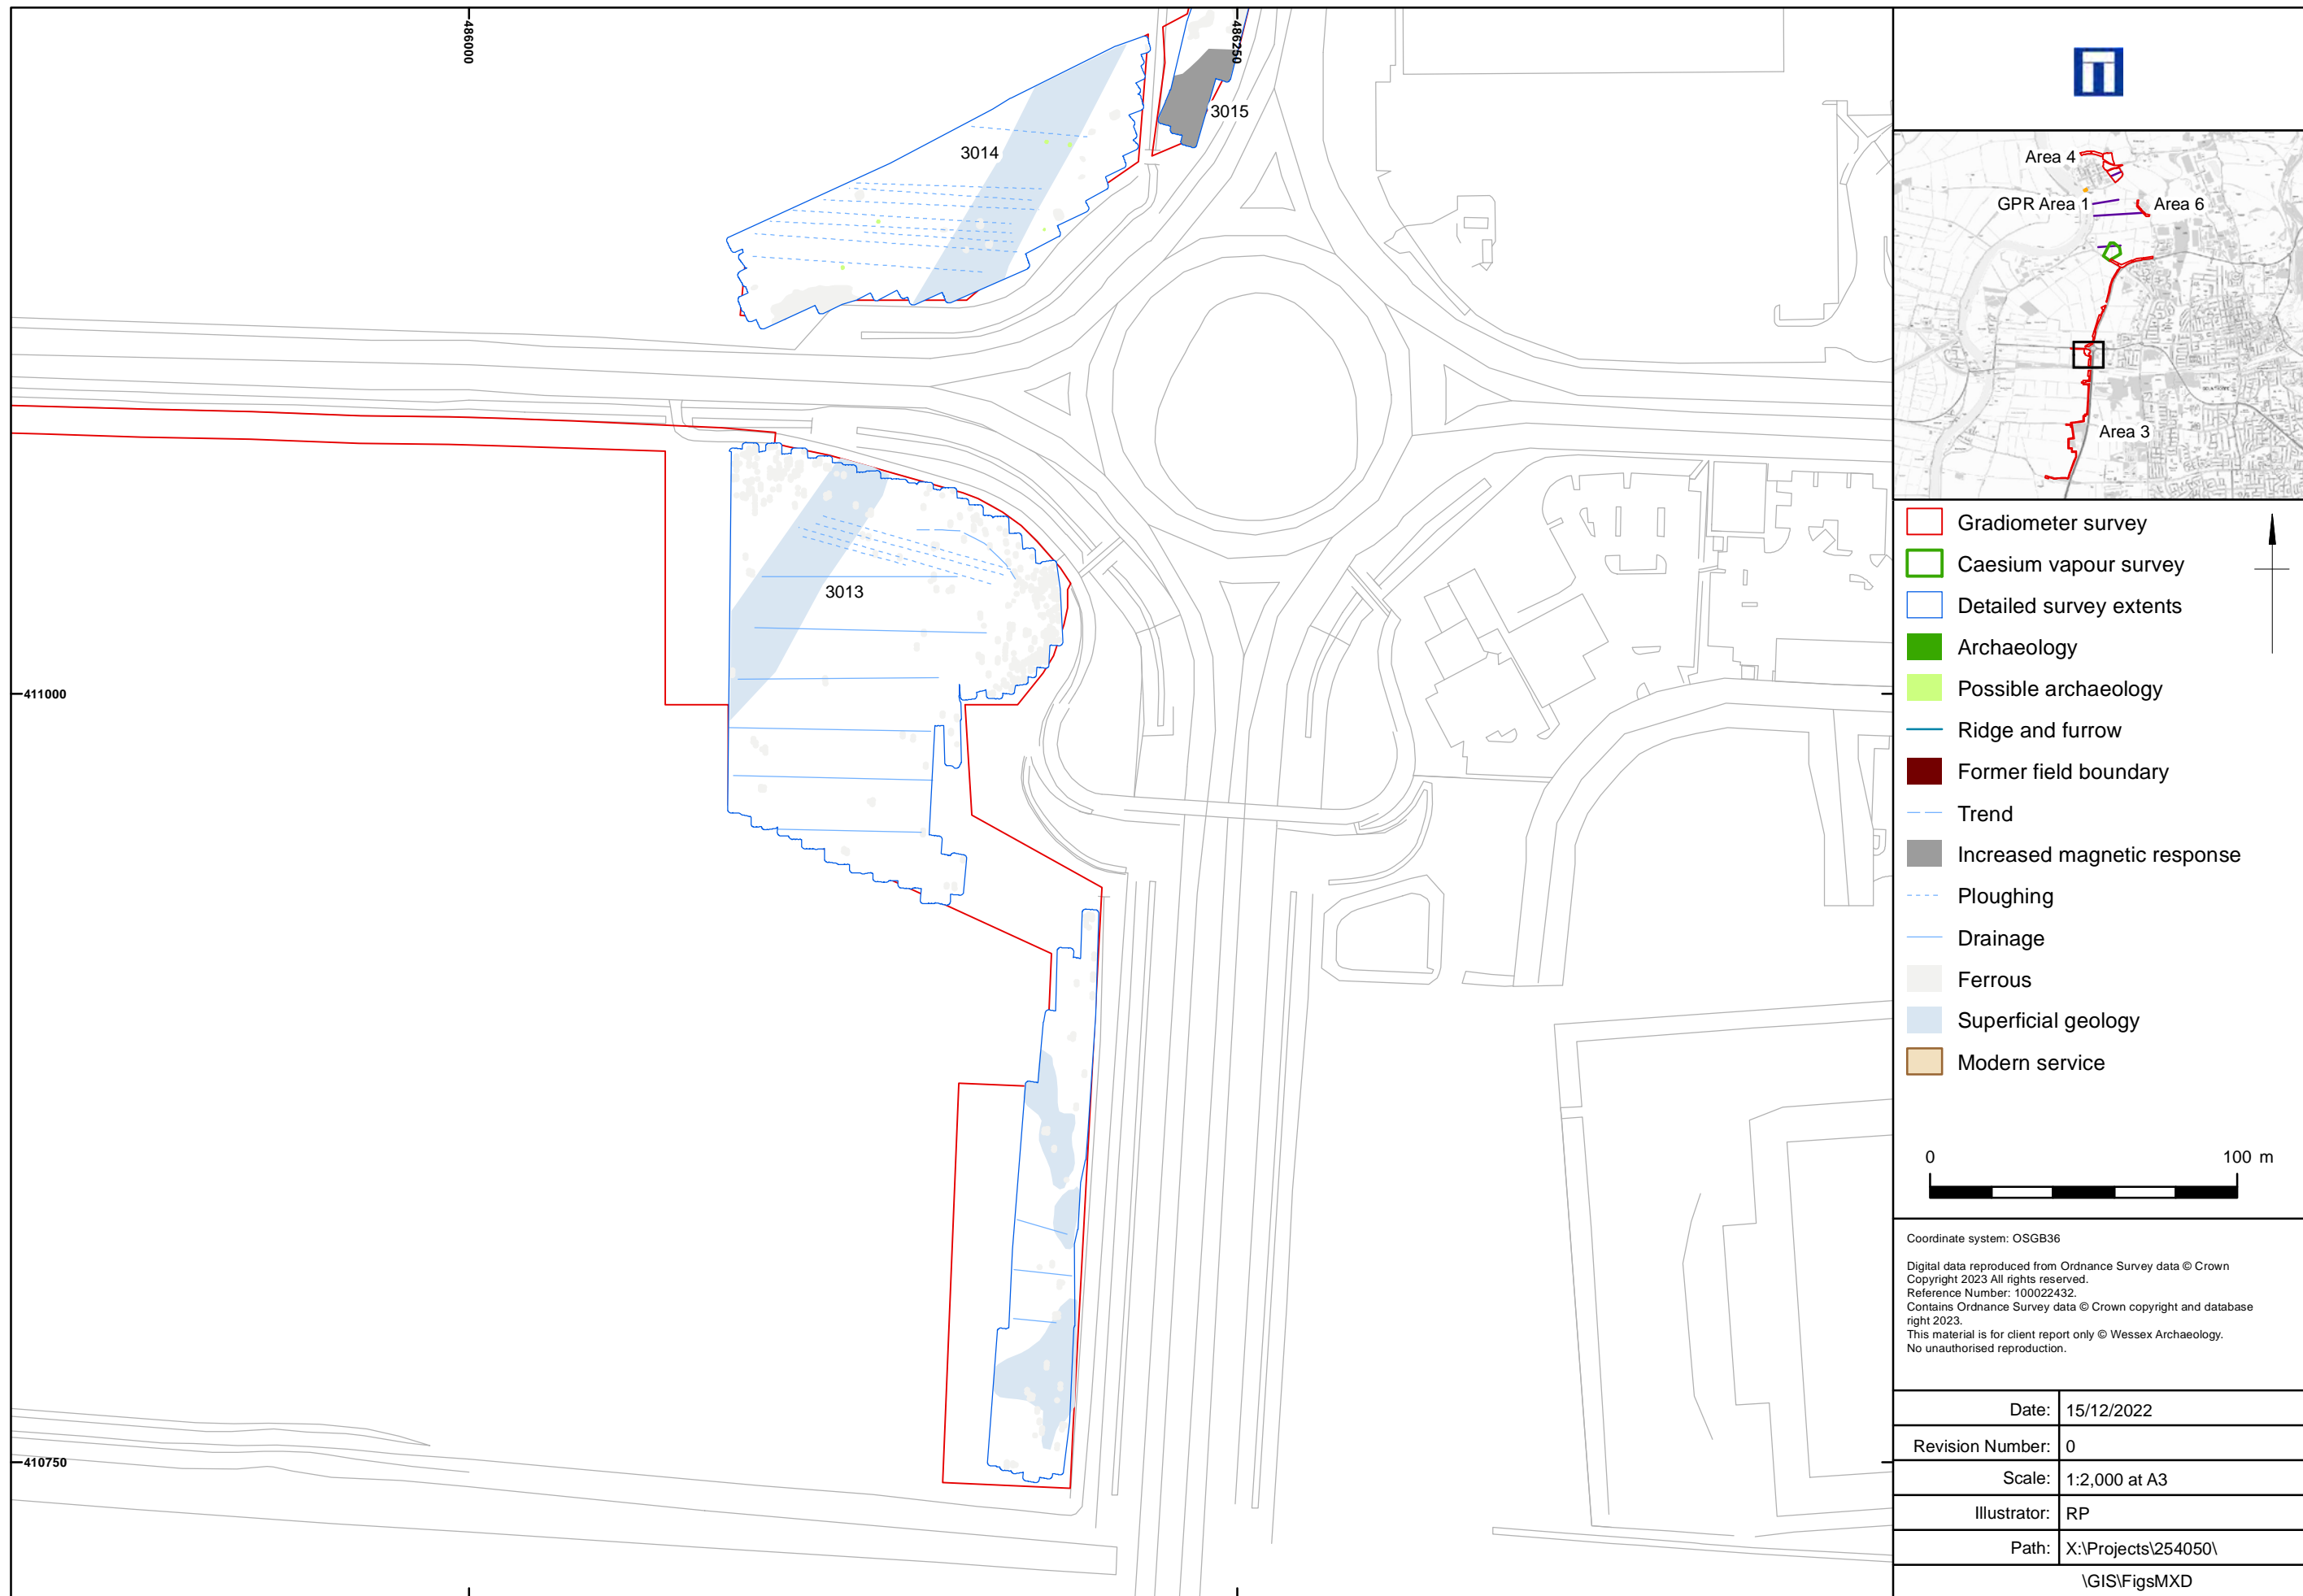 486000
486250
3015
3014
3013
411000
410750
Area 4
GPR Area 1
Area 6
Area 3
Gradiometer survey
Caesium vapour survey
Detailed survey extents
Archaeology
Possible archaeology
Ridge and furrow
Former field boundary
Trend
Increased magnetic response
Ploughing
Drainage
Ferrous
Superficial geology
Modern service
0 100 m
Coordinate system: OSGB36
Digital data reproduced from Ordnance Survey data © Crown
Copyright 2023 All rights reserved.
Reference Number: 100022432.
Contains Ordnance Survey data © Crown copyright and database
right 2023.
This material is for client report only © Wessex Archaeology.
No unauthorised reproduction.
Date: 15/12/2022
Revision Number: 0
Scale: 1:2,000 at A3
Illustrator: RP
Path: X:\Projects\254050\
\GIS\FigsMXD